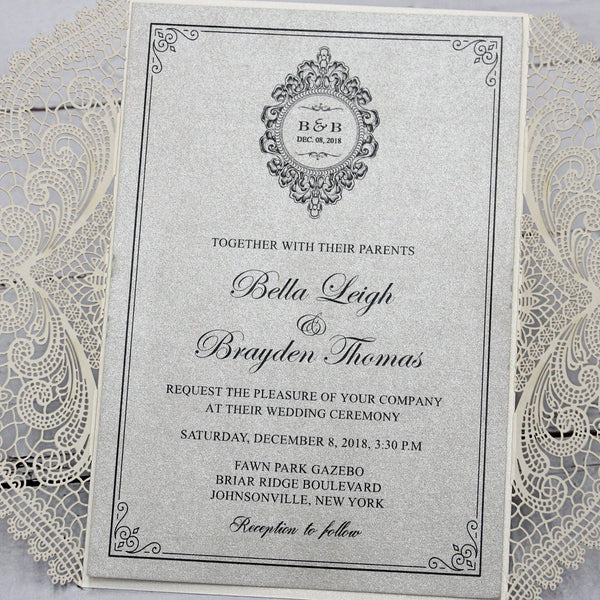 B & B
DEC. 08, 2018
TOGETHER WITH THEIR PARENTS
Bella Leigh
&
Brayden Thomas
REQUEST THE PLEASURE OF YOUR COMPANY
AT THEIR WEDDING CEREMONY
SATURDAY, DECEMBER 8, 2018, 3:30 P.M
FAWN PARK GAZEBO
BRIAR RIDGE BOULEVARD
JOHNSONVILLE, NEW YORK
Reception to follow